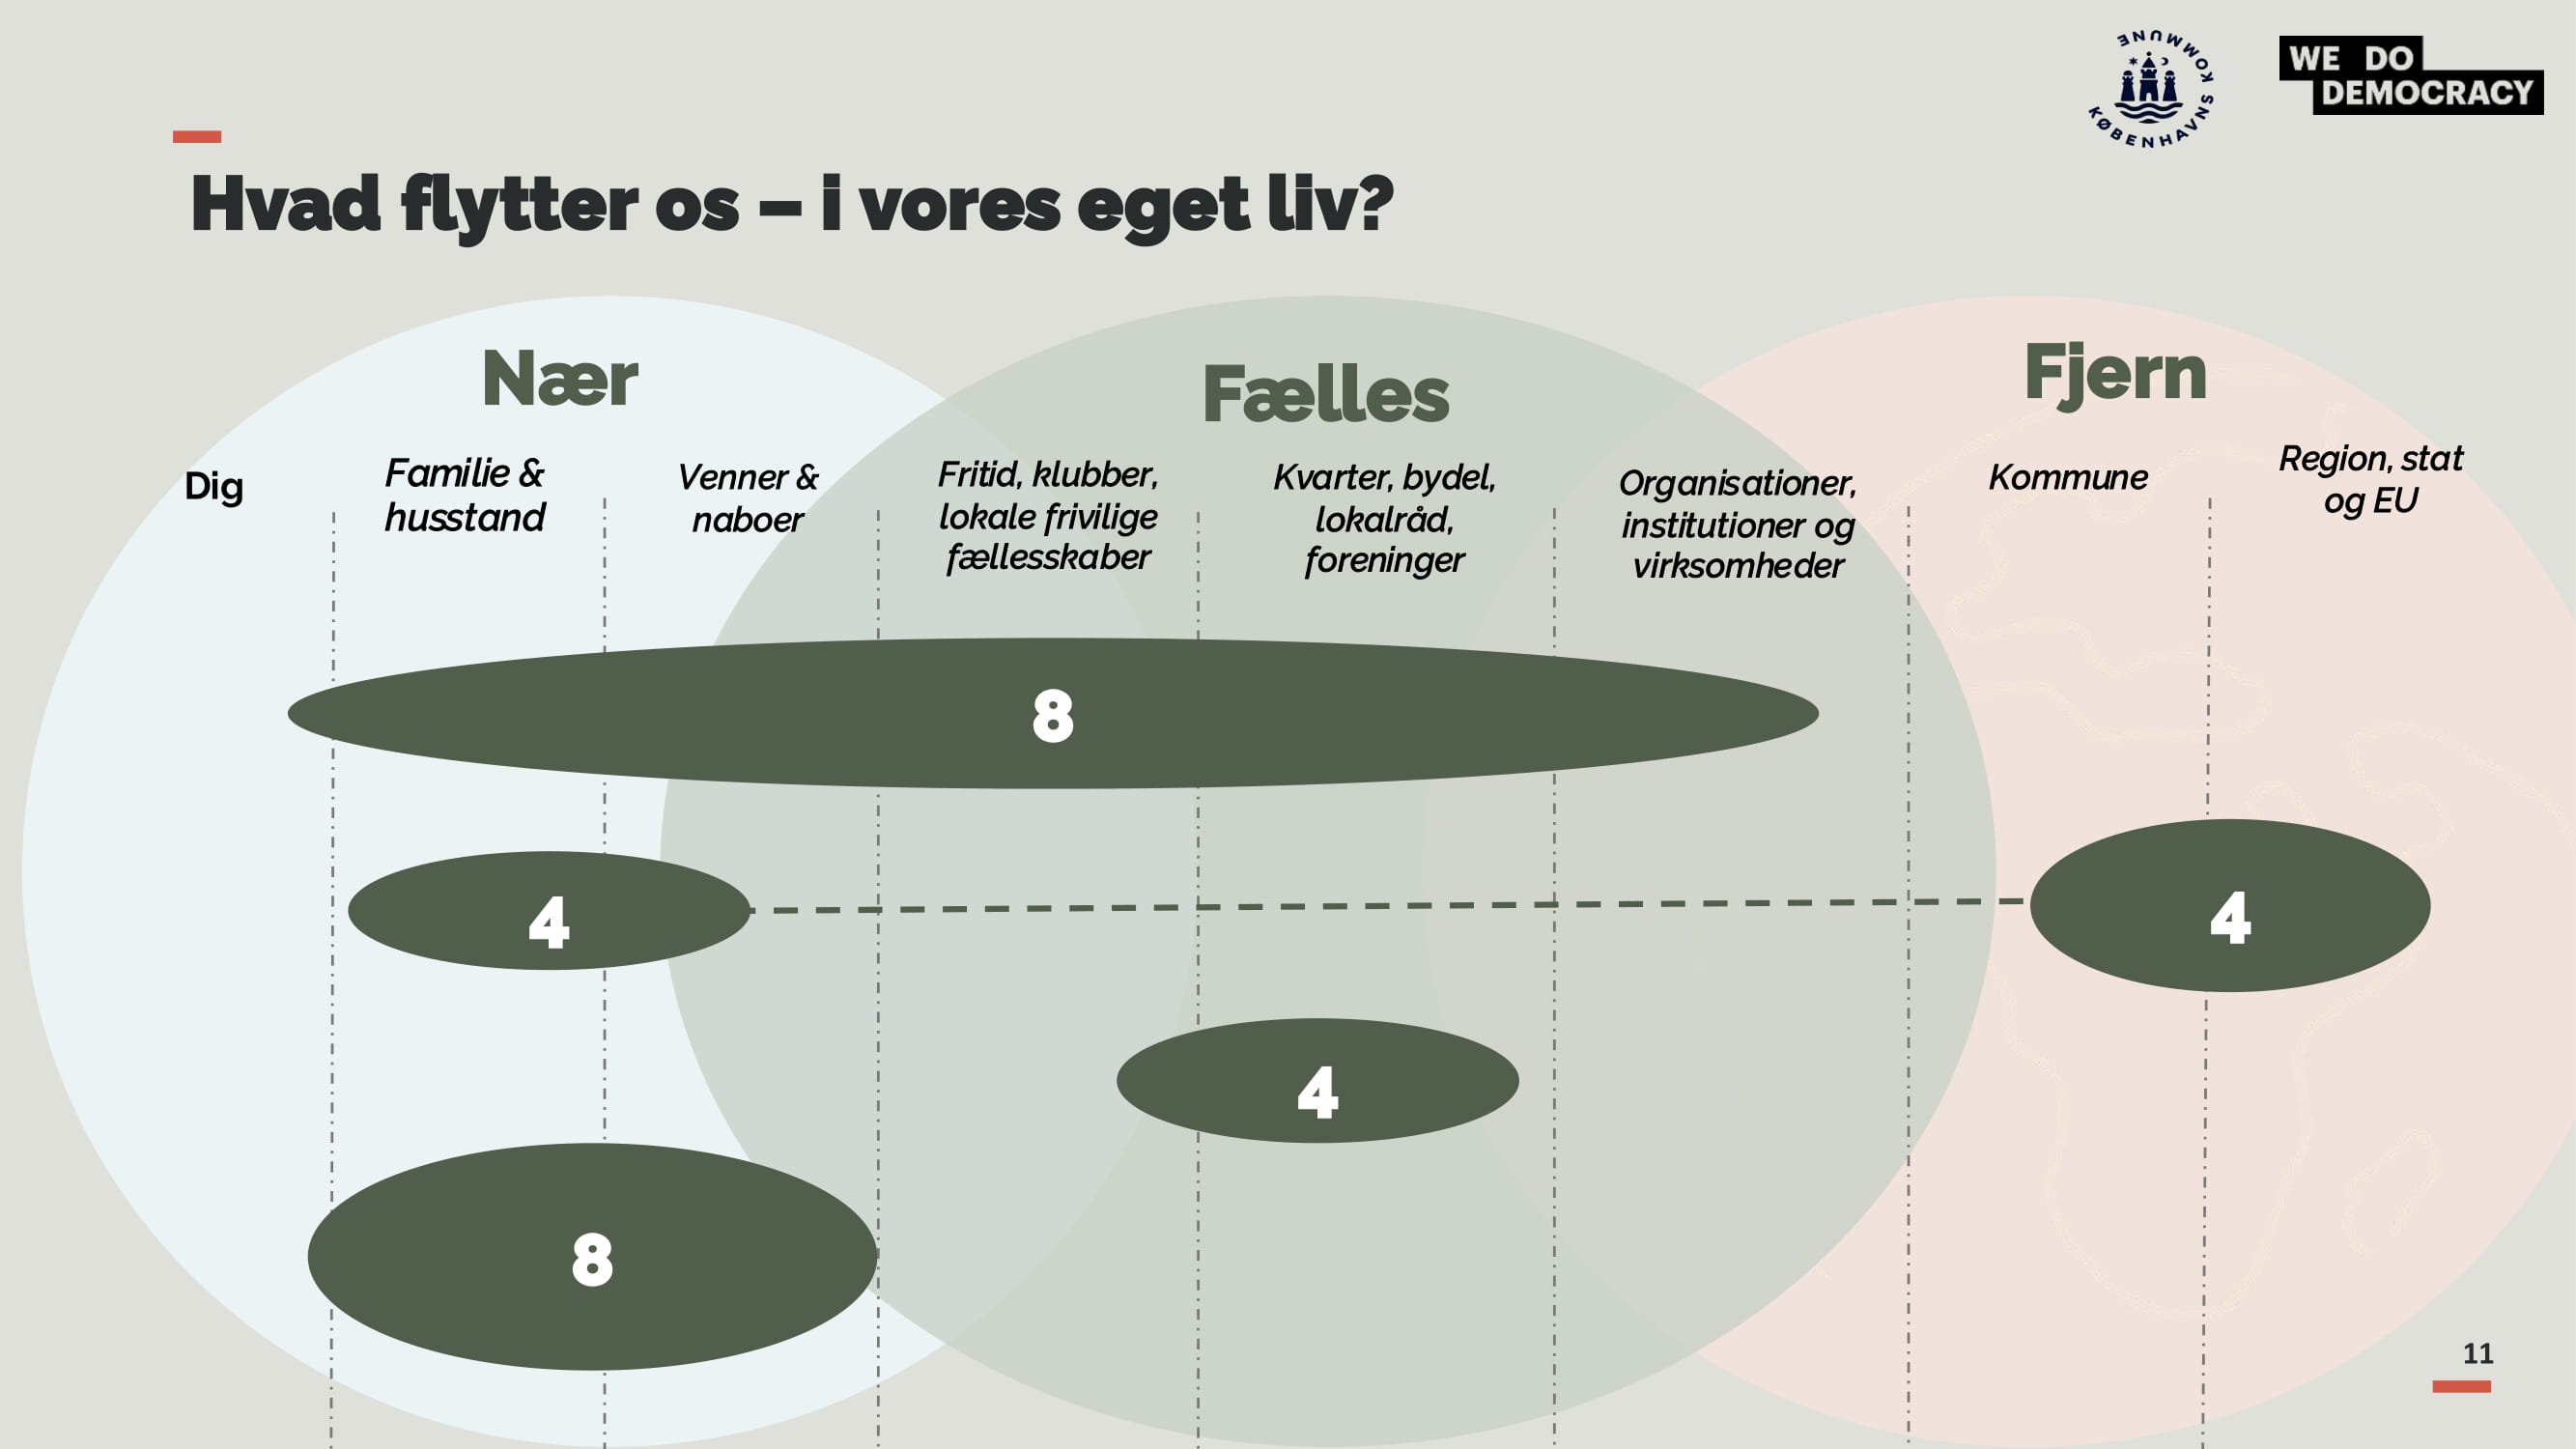 KØBENHAVNS KOMMUNE
WE DO
DEMOCRACY
Hvad flytter os – i vores eget liv?
Nær
Fælles
Fjern
Dig
Familie &
husstand
Venner &
naboer
Fritid, klubber,
lokale frivilige
fællesskaber
Kvarter, bydel,
lokalråd,
foreninger
Organisationer,
institutioner og
virksomheder
Kommune
Region, stat
og EU
8
4
4
4
8
11